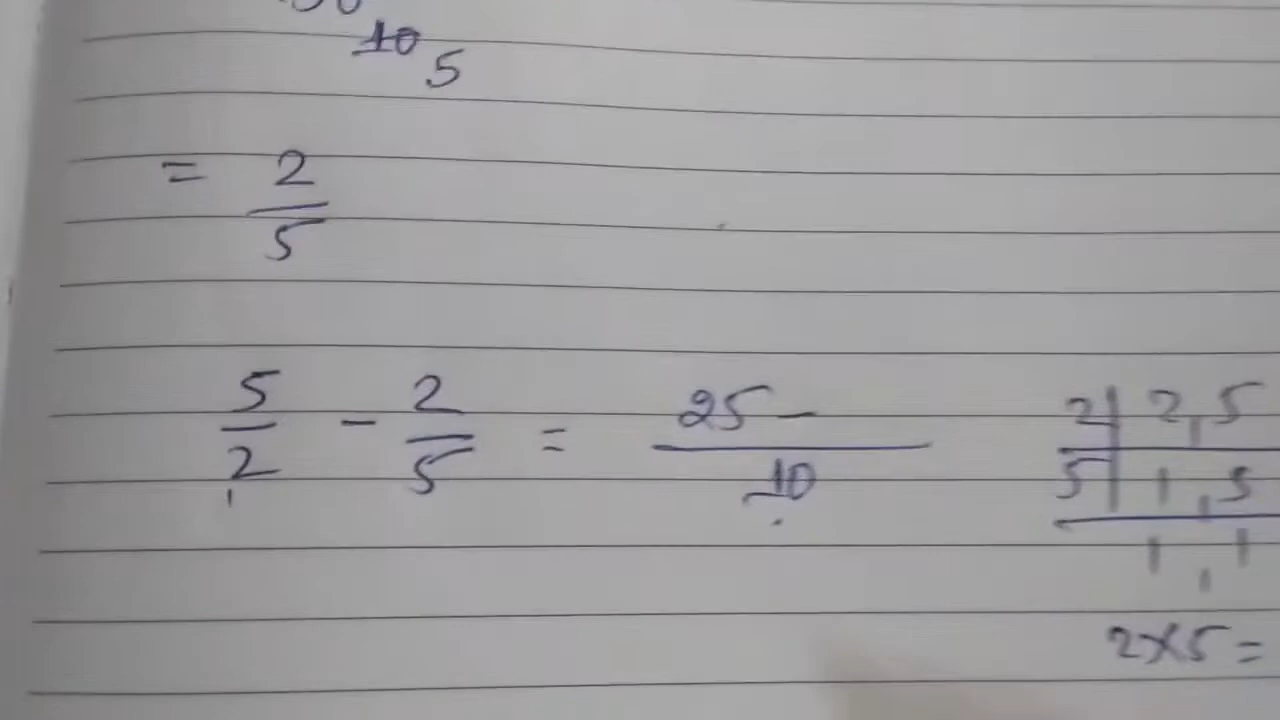 10 5
= 2/5
5/2 - 2/5 = 25 - / 10
2 | 2, 5
5 | 1, 5
1, 1
2 × 5 =